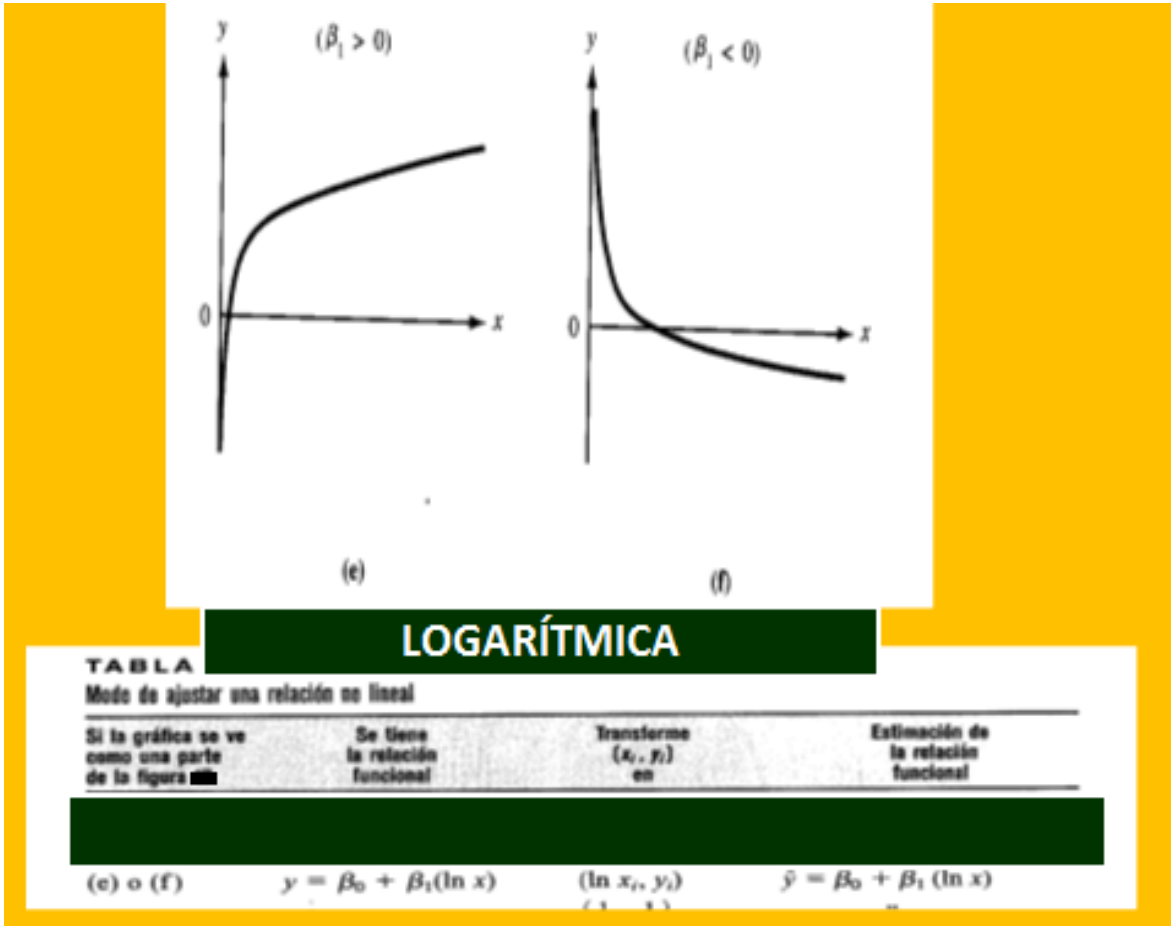 y (β₁ > 0)
0 x
(e)
y (β₁ < 0)
0 x
(f)
LOGARÍTMICA
TABLA
Modo de ajustar una relación no lineal
Si la gráfica se ve
como una parte
de la figura
Se tiene
la relación
funcional
Transforme
(xᵢ, yᵢ)
en
Estimación de
la relación
funcional
(e) o (f) y = β₀ + β₁(ln x) (ln xᵢ, yᵢ) ŷ = β₀ + β₁ (ln x)